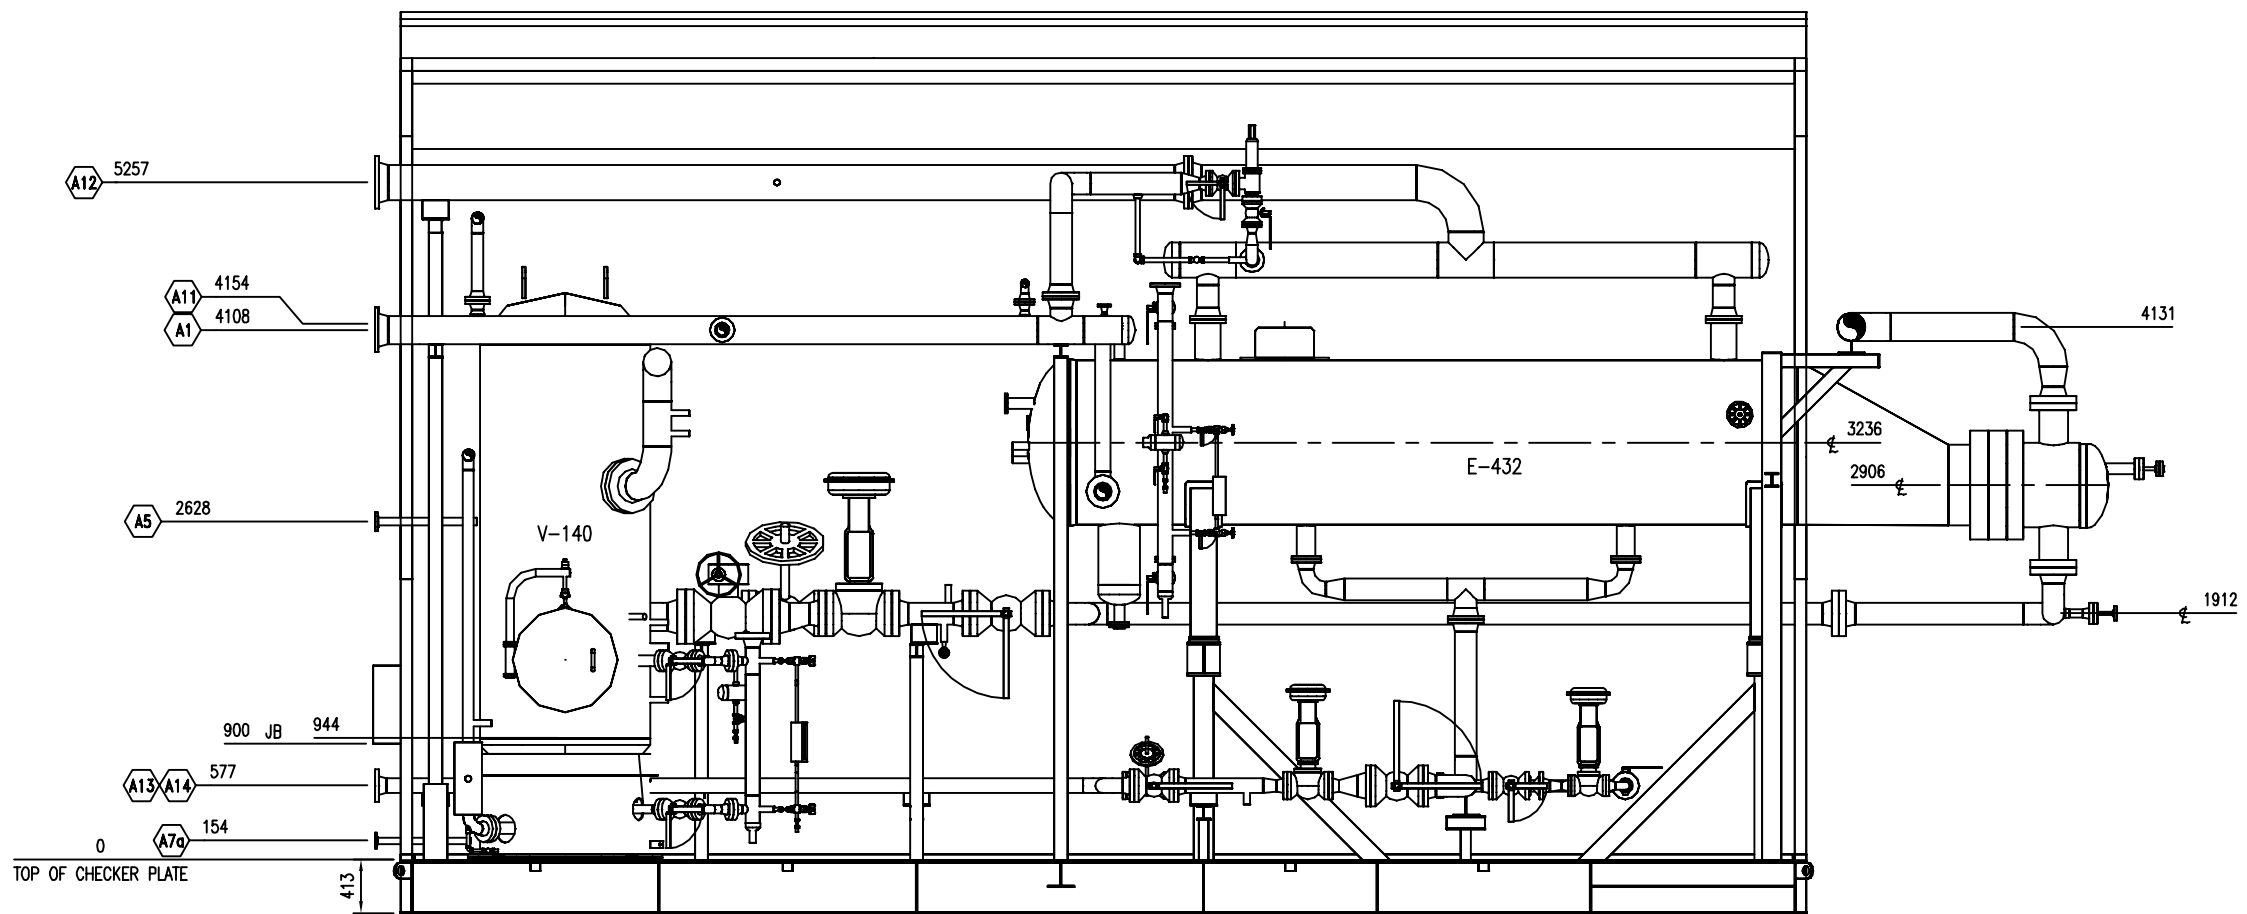 A12 5257
A11 4154
A1 4108
4131
3236 ℄
E-432
2906 ℄
A5 2628
V-140
1912 ℄
900 JB 944
A13 A14 577
A7a 154
0
TOP OF CHECKER PLATE
413